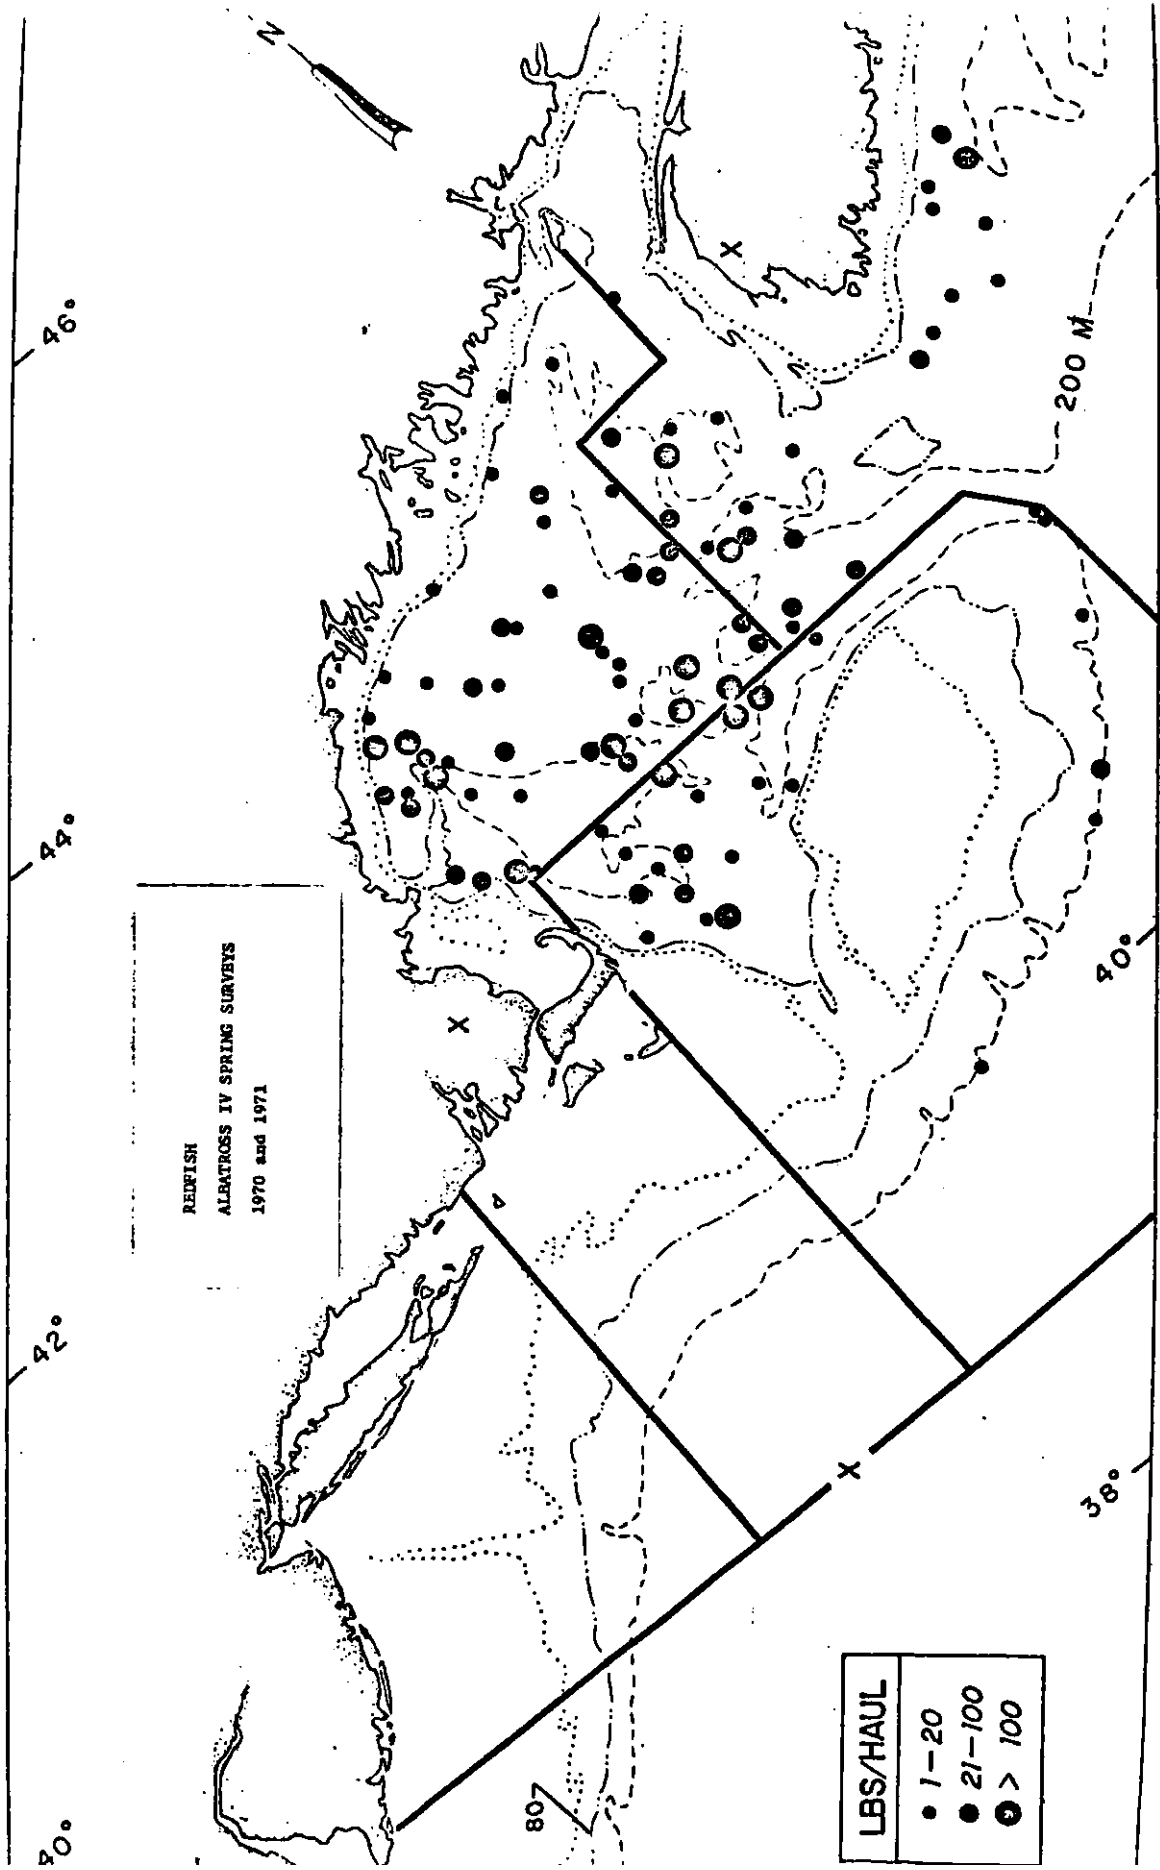 N
46°
44°
42°
40°
REDFISH
ALBATROSS IV SPRING SURVEYS
1970 and 1971
X
200 M
X
40°
X
38°
80
LBS/HAUL
1-20
21-100
> 100